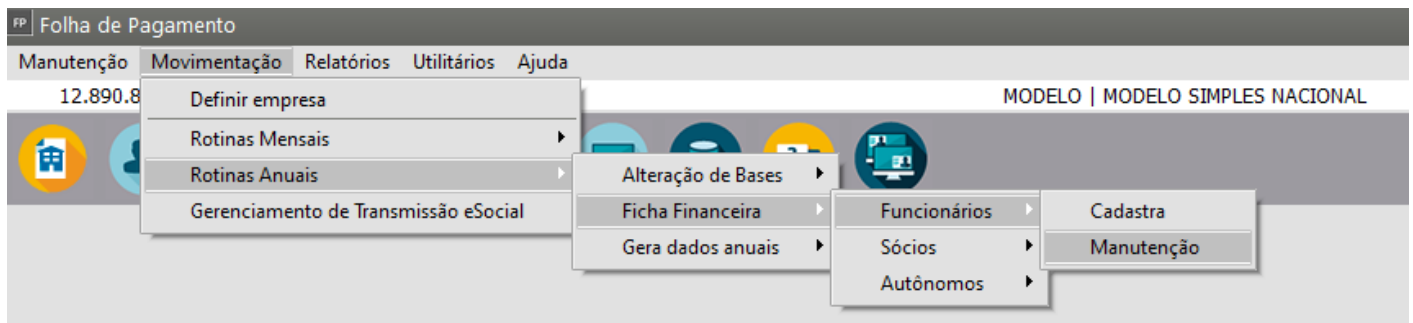 FP Folha de Pagamento
Manutenção Movimentação Relatórios Utilitários Ajuda
12.890.8 MODELO | MODELO SIMPLES NACIONAL
Definir empresa
Rotinas Mensais
Rotinas Anuais
Gerenciamento de Transmissão eSocial
Alteração de Bases
Ficha Financeira
Gera dados anuais
Funcionários
Sócios
Autônomos
Cadastra
Manutenção